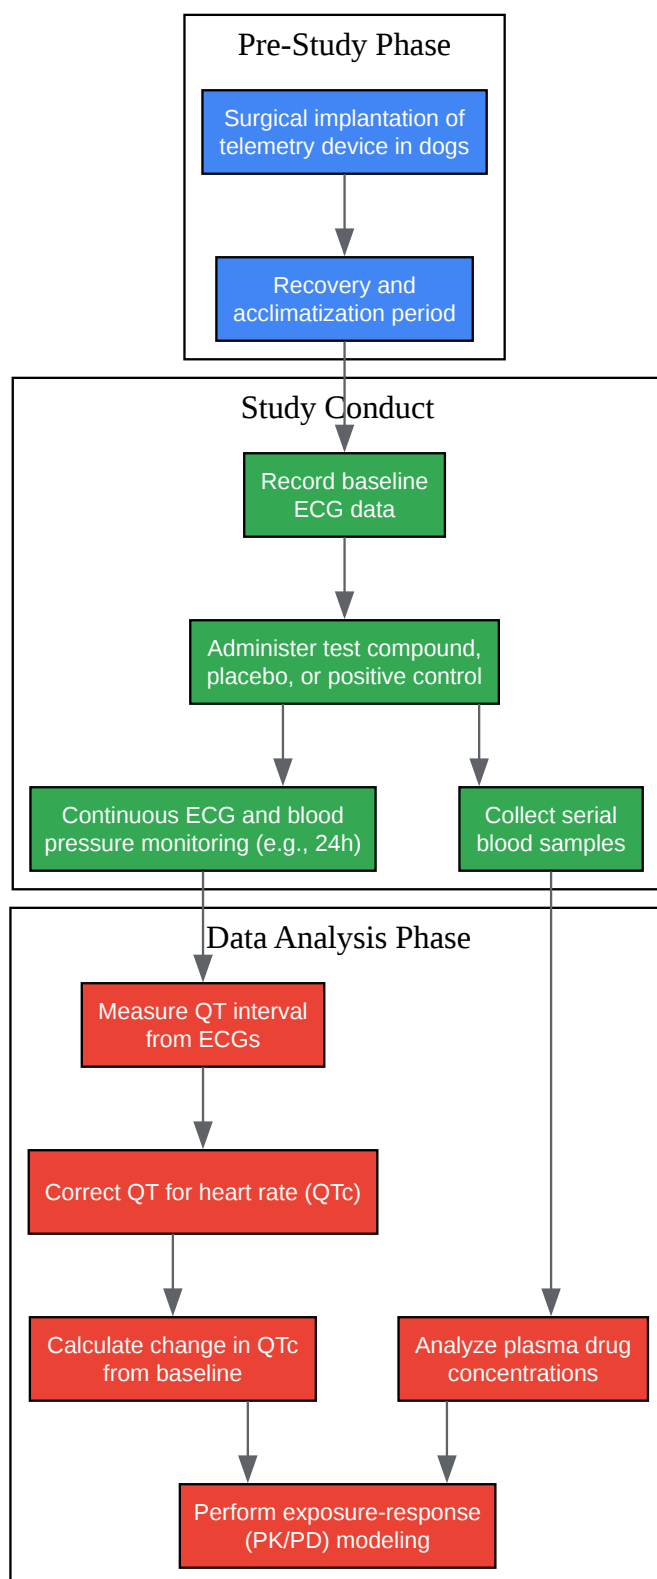 Pre-Study Phase
Surgical implantation of
telemetry device in dogs
Recovery and
acclimatization period
Study Conduct
Record baseline
ECG data
Administer test compound,
placebo, or positive control
Continuous ECG and blood
pressure monitoring (e.g., 24h)
Collect serial
blood samples
Data Analysis Phase
Measure QT interval
from ECGs
Correct QT for heart rate (QTc)
Calculate change in QTc
from baseline
Analyze plasma drug
concentrations
Perform exposure-response
(PK/PD) modeling